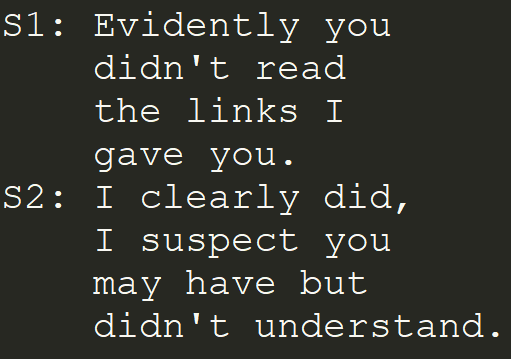 S1: Evidently you
didn't read
the links I
gave you.
S2: I clearly did,
I suspect you
may have but
didn't understand.